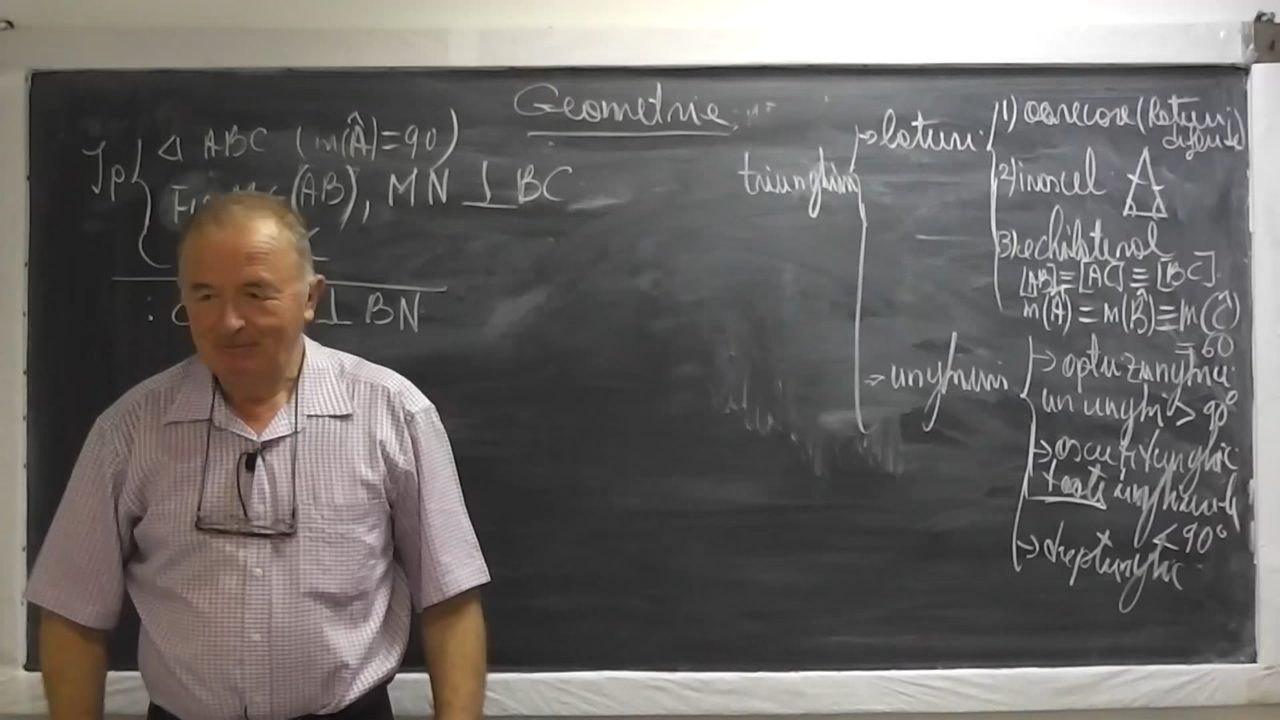 Geometrie
Ip Δ ABC (m(Â)=90)
(AB), MN ⊥ BC
⊥ BN
triunghiuri
→ laturi
1) oarecare (laturi
diferite)
2) isoscel
3) echilateral
[AB] ≡ [AC] ≡ [BC]
m(Â) = m(B̂) = m(Ĉ)
= 60
→ unghiuri
→ optuzunghic
un unghi > 90°
→ ascuțitunghic
toate unghiurile
< 90°
→ dreptunghic